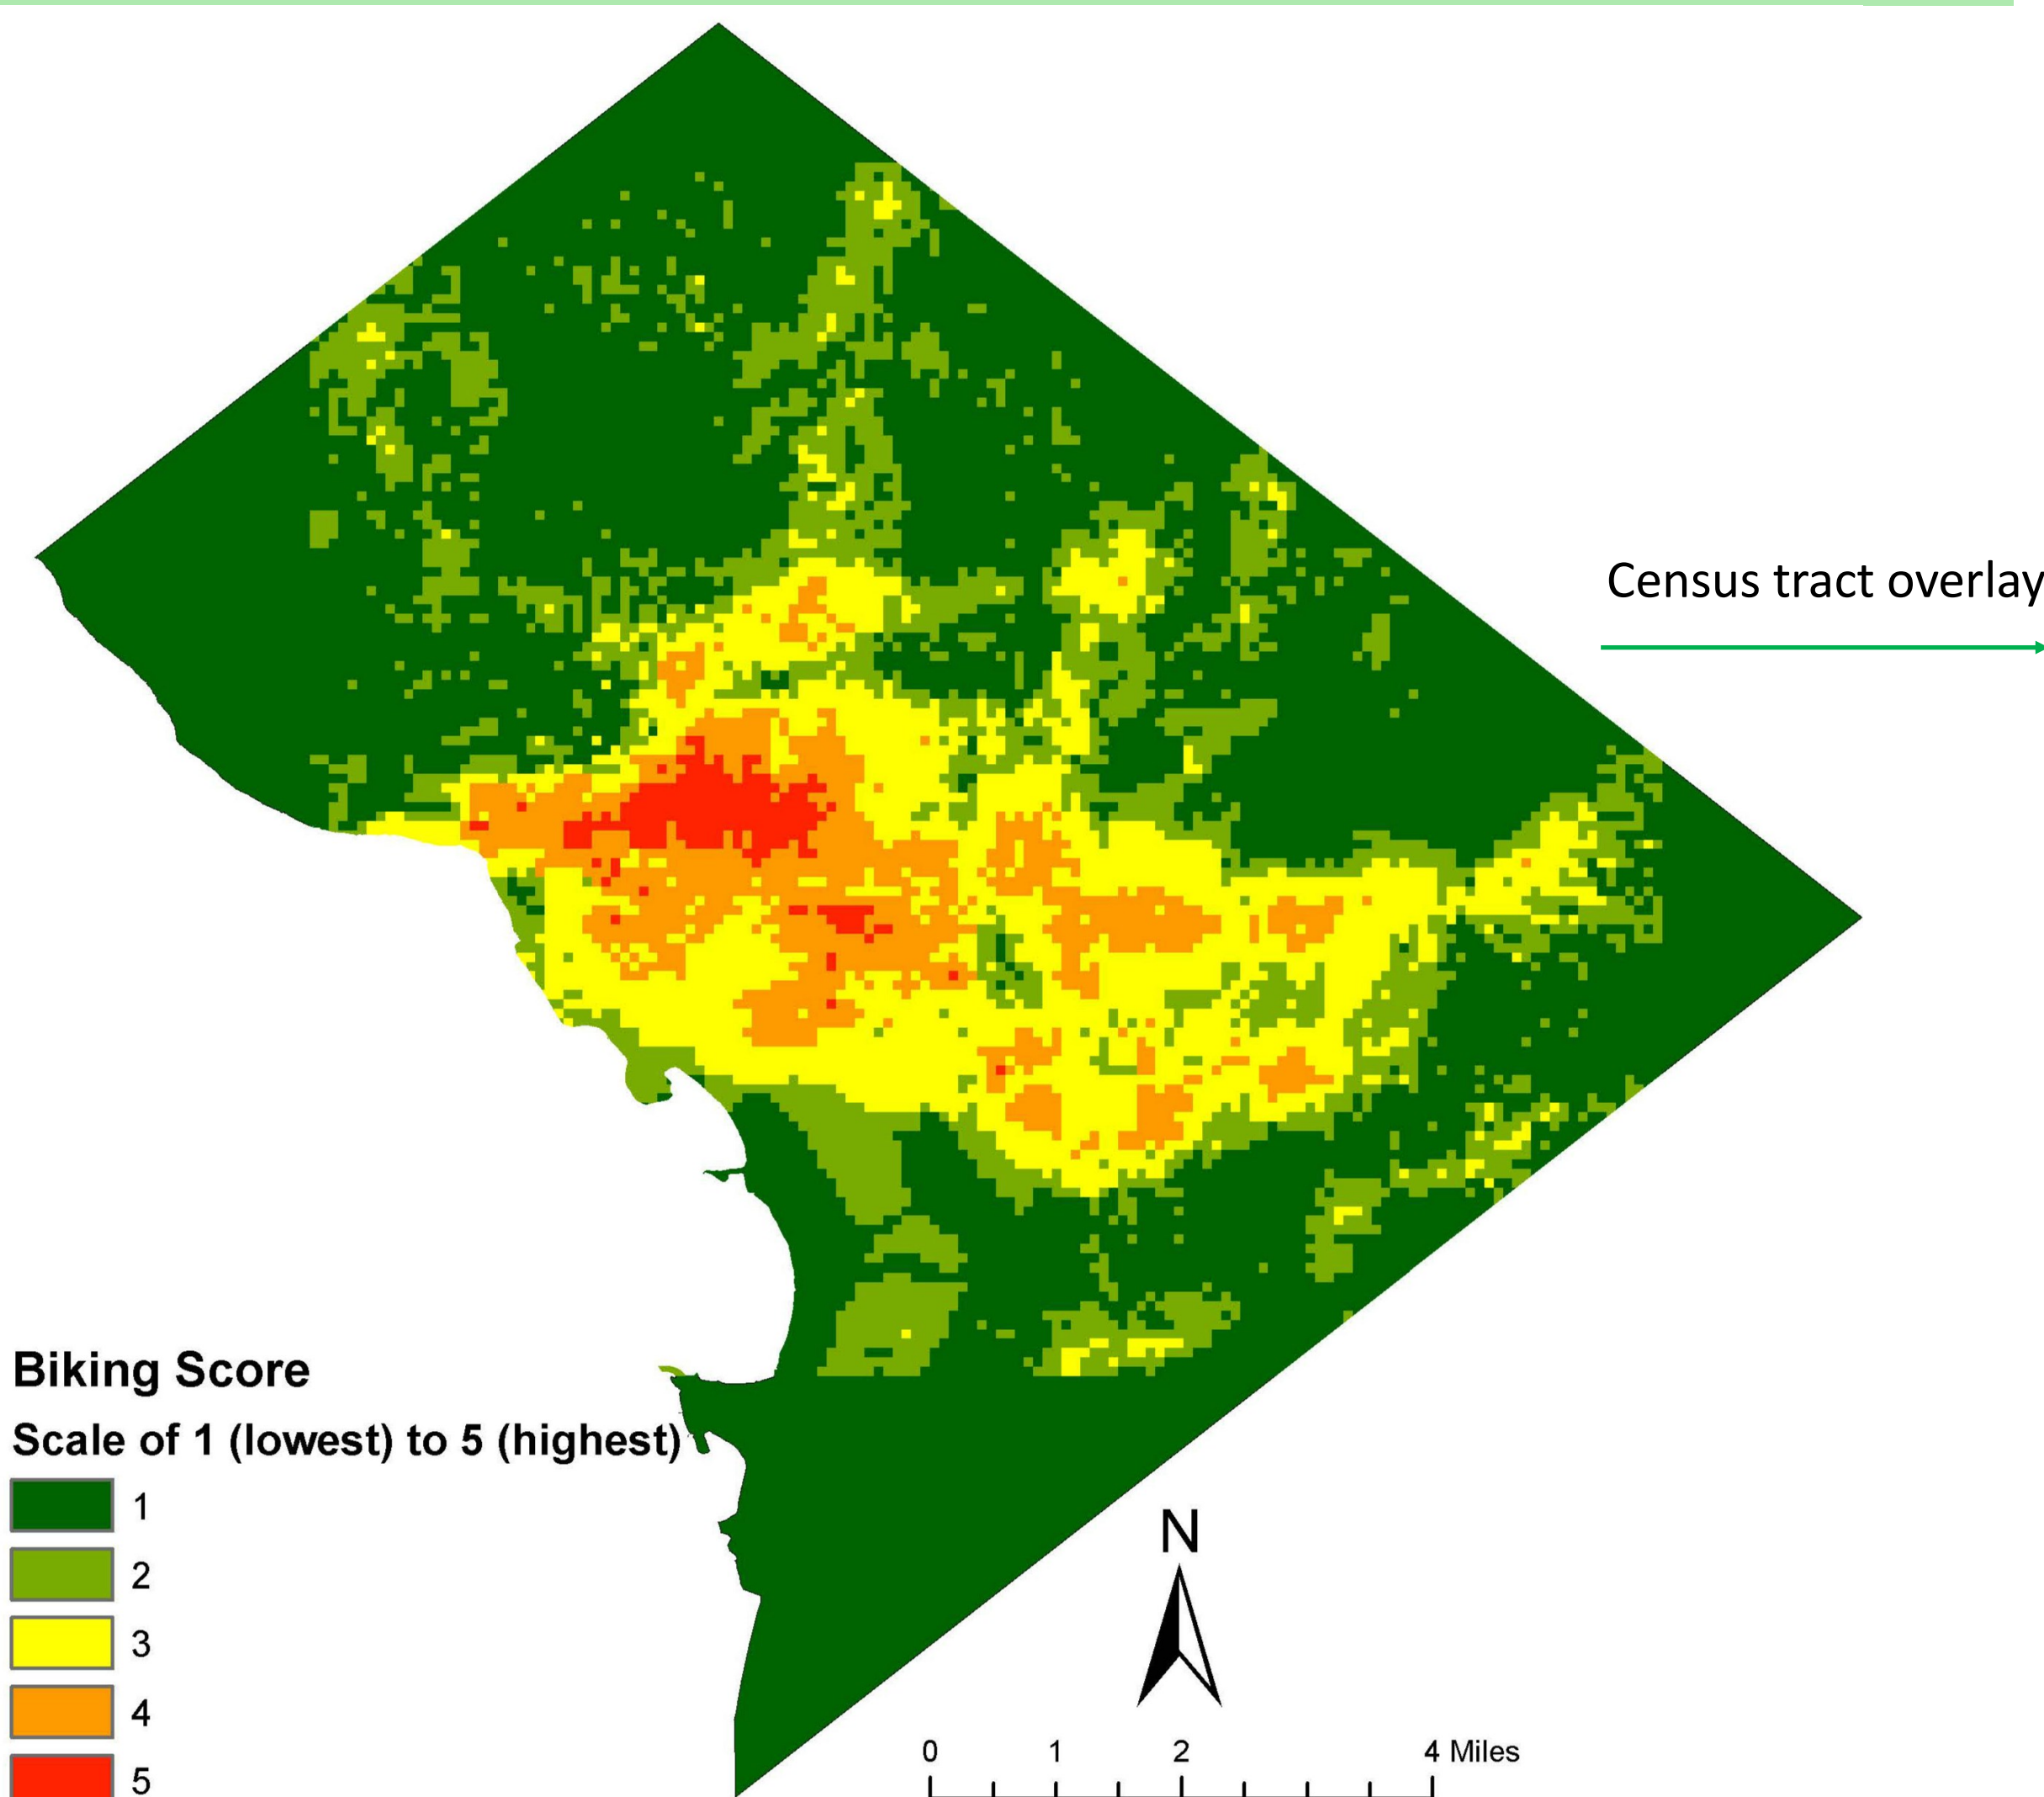 Census tract overlay
Biking Score
Scale of 1 (lowest) to 5 (highest)
1
2
3
4
5
N
0 1 2 4 Miles